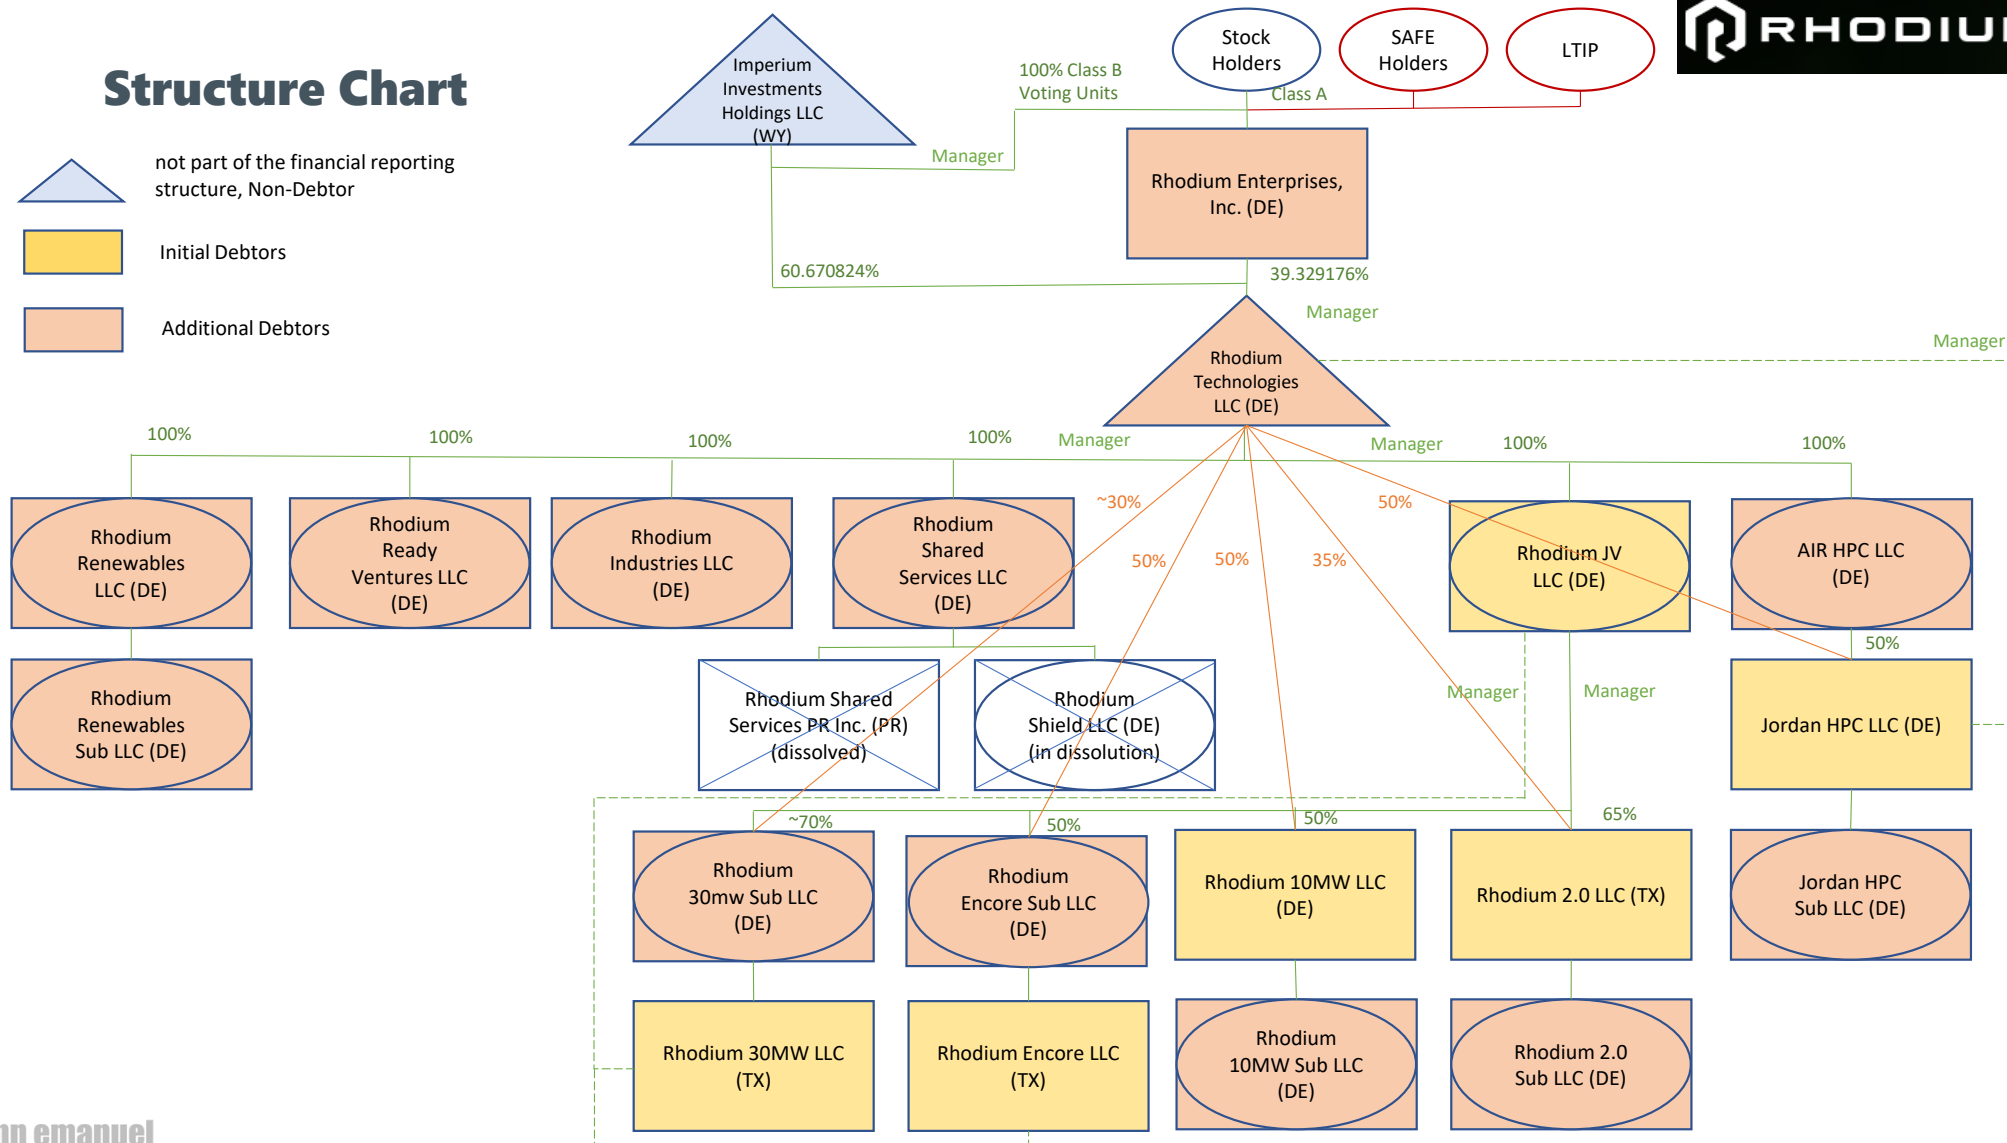 Structure Chart
not part of the financial reporting
structure, Non-Debtor
Initial Debtors
Additional Debtors
Imperium
Investments
Holdings LLC
(WY)
100% Class B
Voting Units
Manager
Stock
Holders
SAFE
Holders
LTIP
RHODIU
Class A
Rhodium Enterprises,
Inc. (DE)
60.670824%
39.329176%
Manager
Manager
Rhodium
Technologies
LLC (DE)
100%
100%
100%
100%
Manager
Manager
100%
100%
Rhodium
Renewables
LLC (DE)
Rhodium
Ready
Ventures LLC
(DE)
Rhodium
Industries LLC
(DE)
Rhodium
Shared
Services LLC
(DE)
~30%
50%
50%
35%
50%
Rhodium JV
LLC (DE)
AIR HPC LLC
(DE)
50%
Rhodium
Renewables
Sub LLC (DE)
Rhodium Shared
Services PR Inc. (PR)
(dissolved)
Rhodium
Shield LLC (DE)
(in dissolution)
Manager
Manager
Jordan HPC LLC (DE)
~70%
50%
50%
65%
Rhodium
30mw Sub LLC
(DE)
Rhodium
Encore Sub LLC
(DE)
Rhodium 10MW LLC
(DE)
Rhodium 2.0 LLC (TX)
Jordan HPC
Sub LLC (DE)
Rhodium 30MW LLC
(TX)
Rhodium Encore LLC
(TX)
Rhodium
10MW Sub LLC
(DE)
Rhodium 2.0
Sub LLC (DE)
emanuel